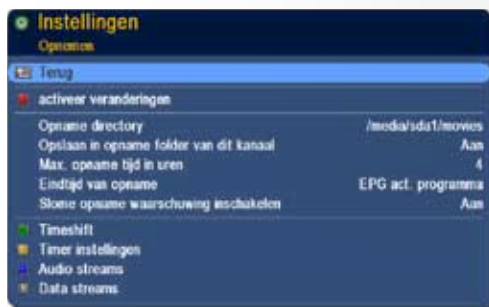 Instellingen
Opnemen
Terug
activeer veranderingen
Opname directory /media/sda1/movies
Opslaan in opname folder van dit kanaal Aan
Max. opname tijd in uren 4
Eindtijd van opname EPG act. programma
Slome opname waarschuwing inschakelen Aan
Timeshift
Timer instellingen
Audio streams
Data streams